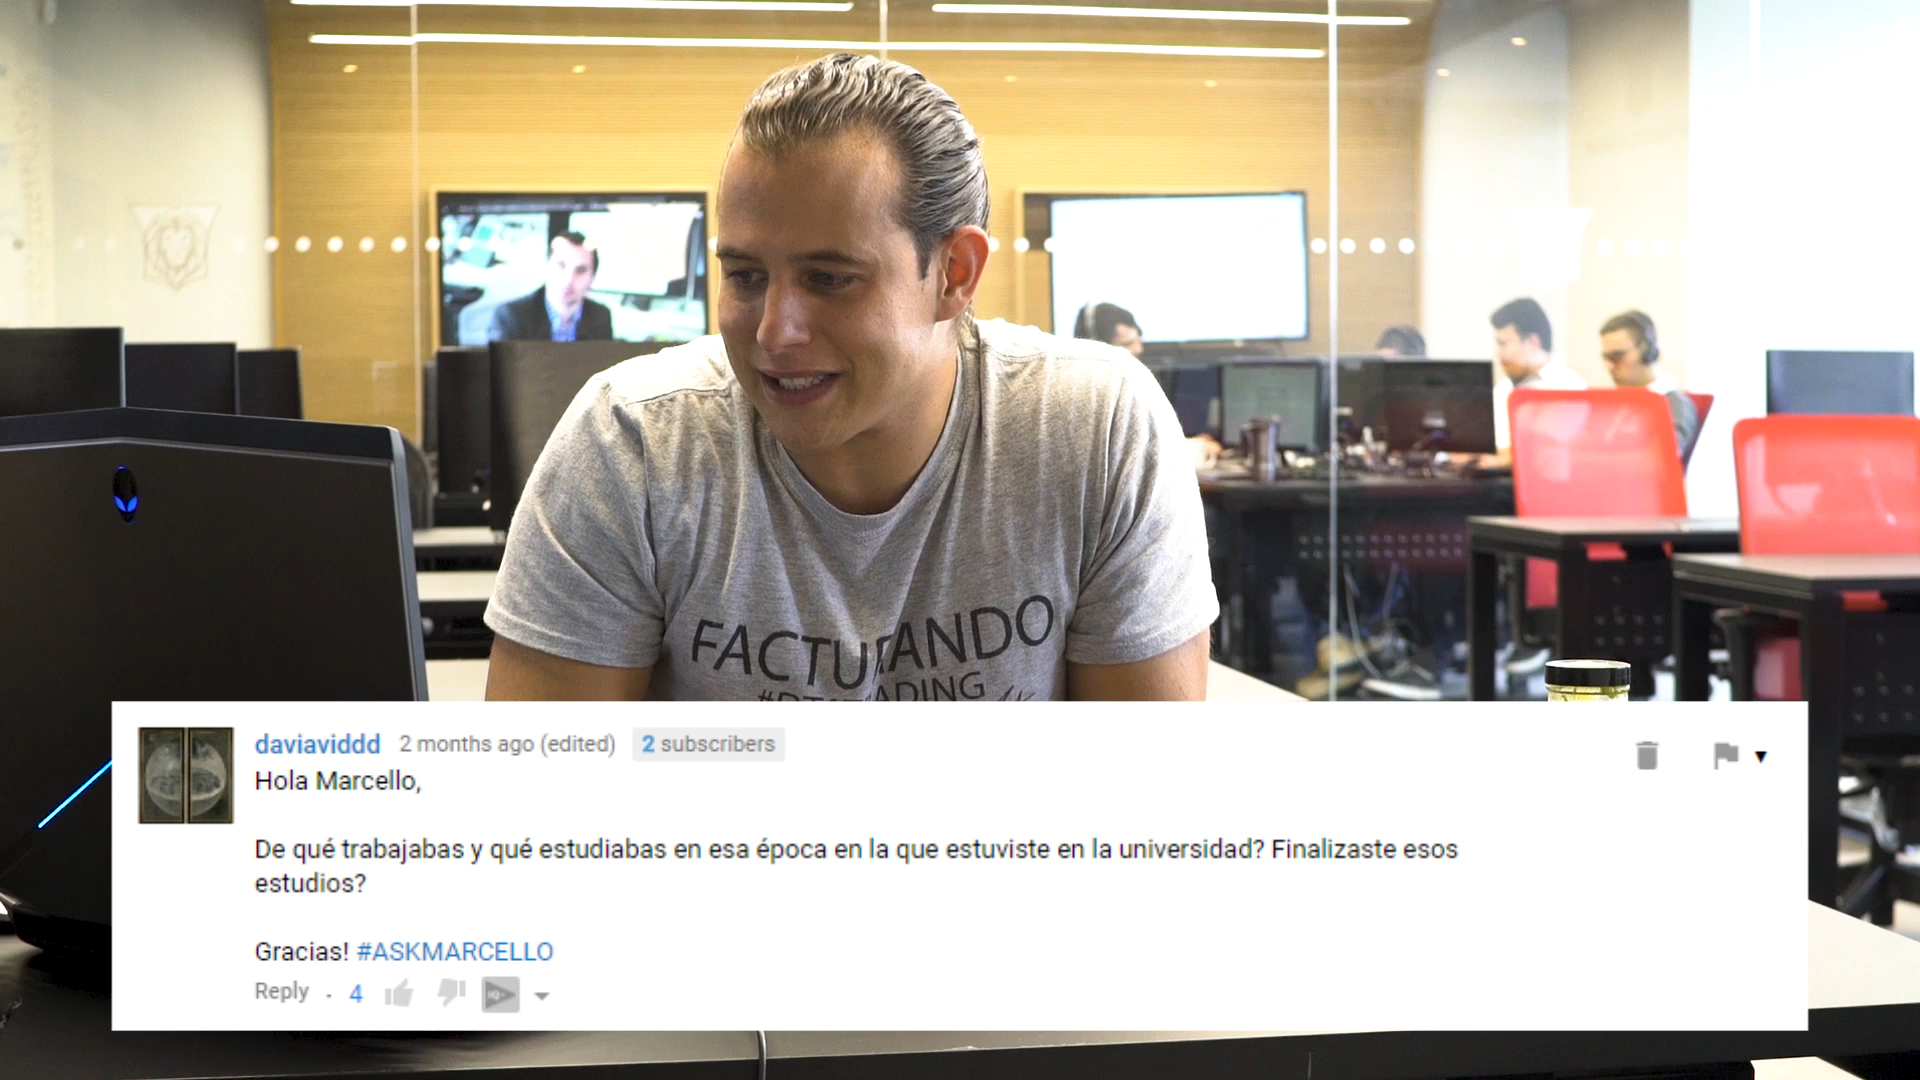 FACTURANDO
daviaviddd 2 months ago (edited) 2 subscribers
Hola Marcello,
De qué trabajabas y qué estudiabas en esa época en la que estuviste en la universidad? Finalizaste esos
estudios?
Gracias! #ASKMARCELLO
Reply . 4